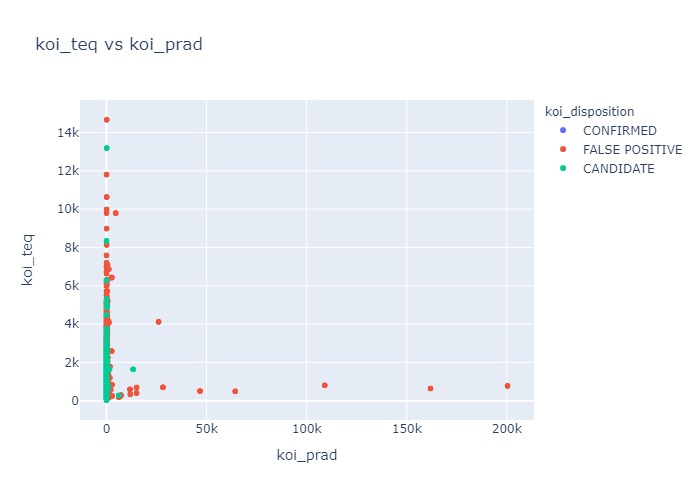 koi_teq vs koi_prad
koi_disposition
CONFIRMED
FALSE POSITIVE
CANDIDATE
14k
12k
10k
8k
6k
4k
2k
0
koi_teq
0
50k
100k
150k
200k
koi_prad